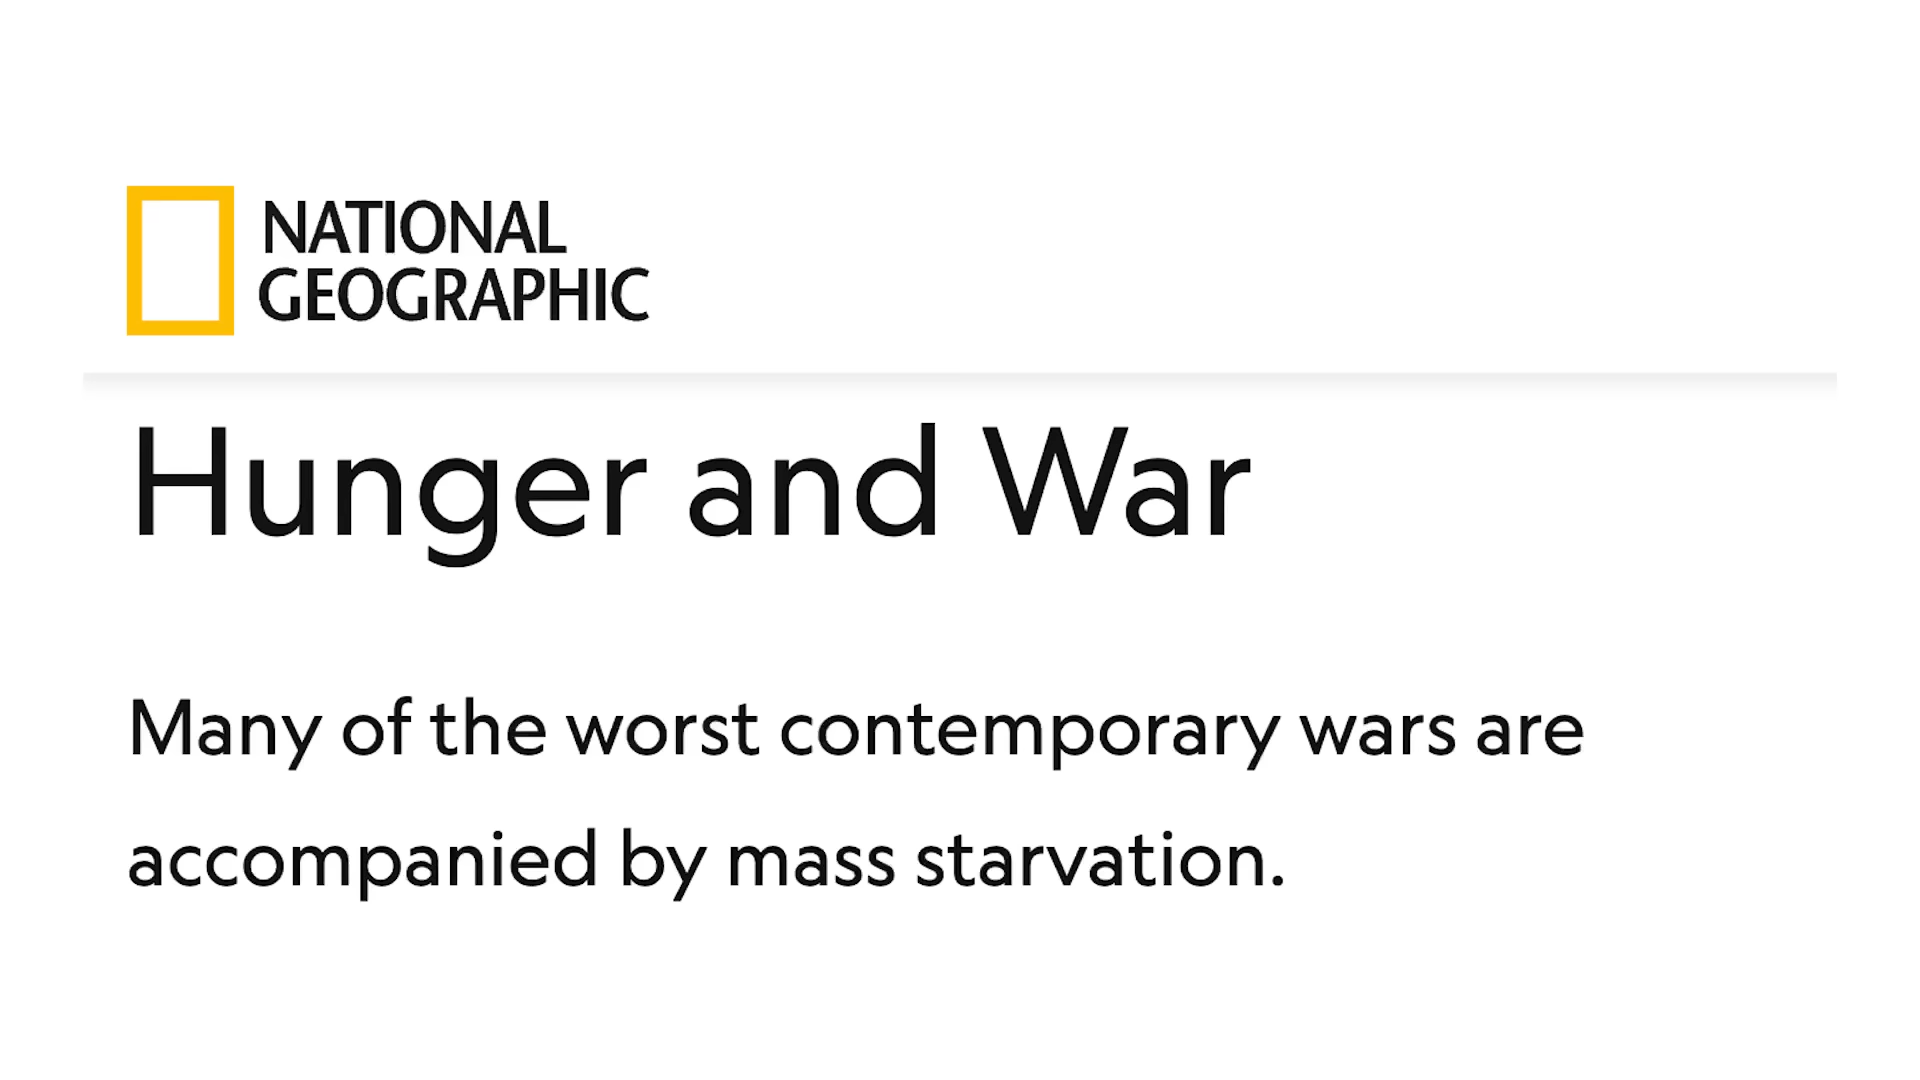 NATIONAL
GEOGRAPHIC
Hunger and War
Many of the worst contemporary wars are
accompanied by mass starvation.